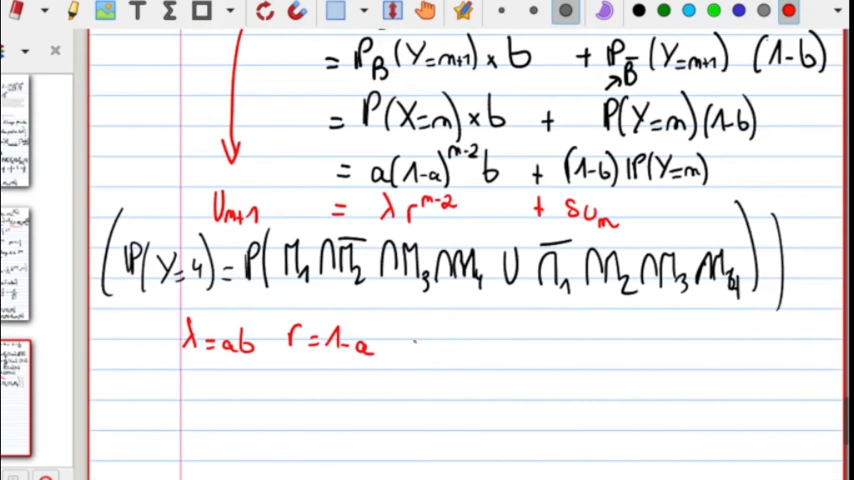 = ℙ_B(Y=n+1) × b + ℙ_B̅(Y=n+1) (1-b)
= P(X=n) × b + P(Y=n)(1-b)
= a(1-a)^{n-2} b + (1-b) ℙ(Y=n)
U_{n+1} = λ r^{n-2} + s u_n
(ℙ(Y=4) = P(M_1 ∩ M̅_2 ∩ M_3 ∩ M_4 ∪ M̅_1 ∩ M_2 ∩ M_3 ∩ M_4))
λ = ab r = 1-a